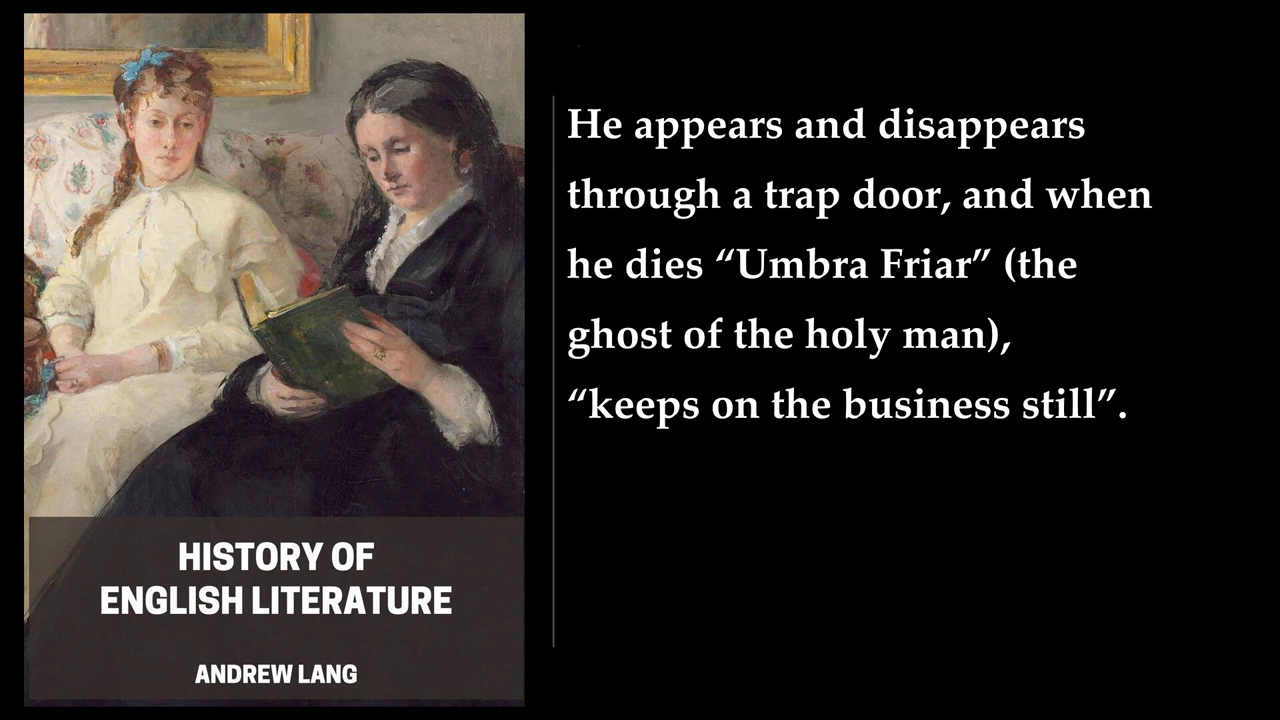 HISTORY OF
ENGLISH LITERATURE
ANDREW LANG
He appears and disappears
through a trap door, and when
he dies “Umbra Friar” (the
ghost of the holy man),
“keeps on the business still”.